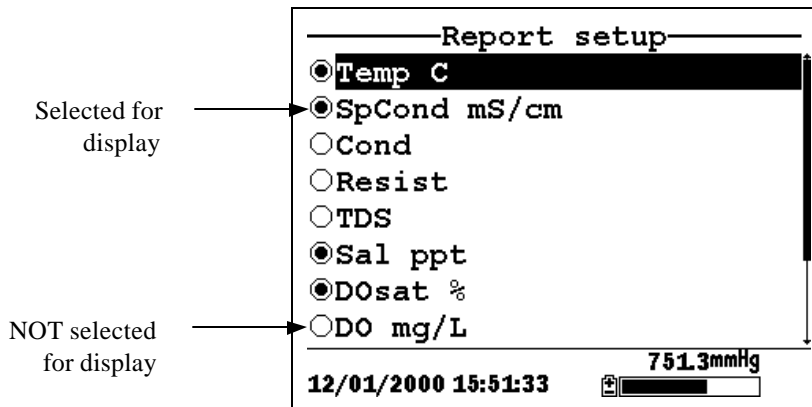 Report setup
Temp C
Selected for
display
SpCond mS/cm
Cond
Resist
TDS
Sal ppt
DOsat %
NOT selected
for display
DO mg/L
751.3mmHg
12/01/2000 15:51:33